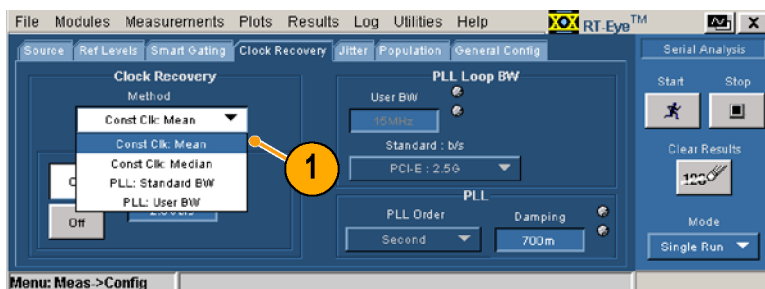 File Modules Measurements Plots Results Log Utilities Help RT-Eye™ X
Source Ref Levels Smart Gating Clock Recovery Jitter Population General Config
Serial Analysis
Clock Recovery
Method
Const Clk: Mean
Const Clk: Mean
Const Clk: Median
PLL: Standard BW
PLL: User BW
Off
1
PLL Loop BW
User BW
15MHz
Standard : b/s
PCI-E : 2.5G
PLL
PLL Order
Damping
Second
700m
Start
Stop
Clear Results
123
Mode
Single Run
Menu: Meas->Config